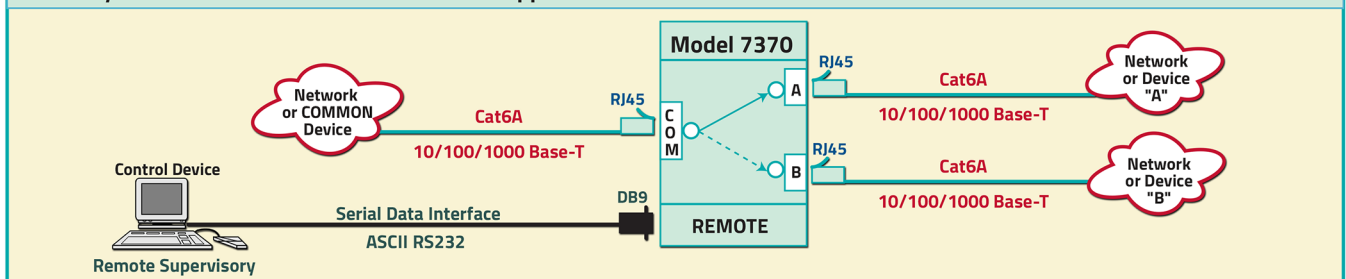 Model 7370
RJ45
Cat6A
10/100/1000 Base-T
Network
or Device
"A"
A
Network
or COMMON
Device
Cat6A
10/100/1000 Base-T
RJ45
C
O
M
B
RJ45
Cat6A
10/100/1000 Base-T
Network
or Device
"B"
Control Device
Serial Data Interface
ASCII RS232
DB9
REMOTE
Remote Supervisory